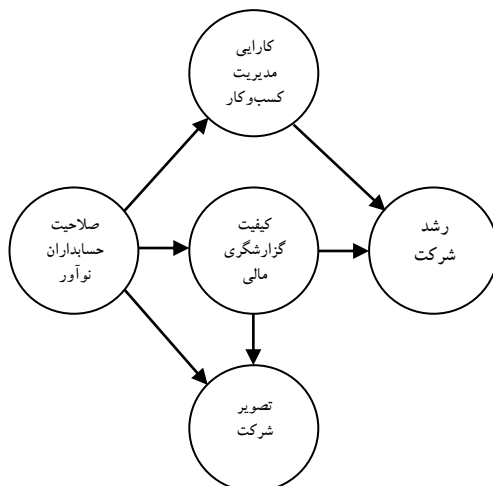 کارایی
مدیریت
کسب‌وکار
صلاحیت
حسابداران
نوآور
کیفیت
گزارشگری
مالی
رشد
شرکت
تصویر
شرکت